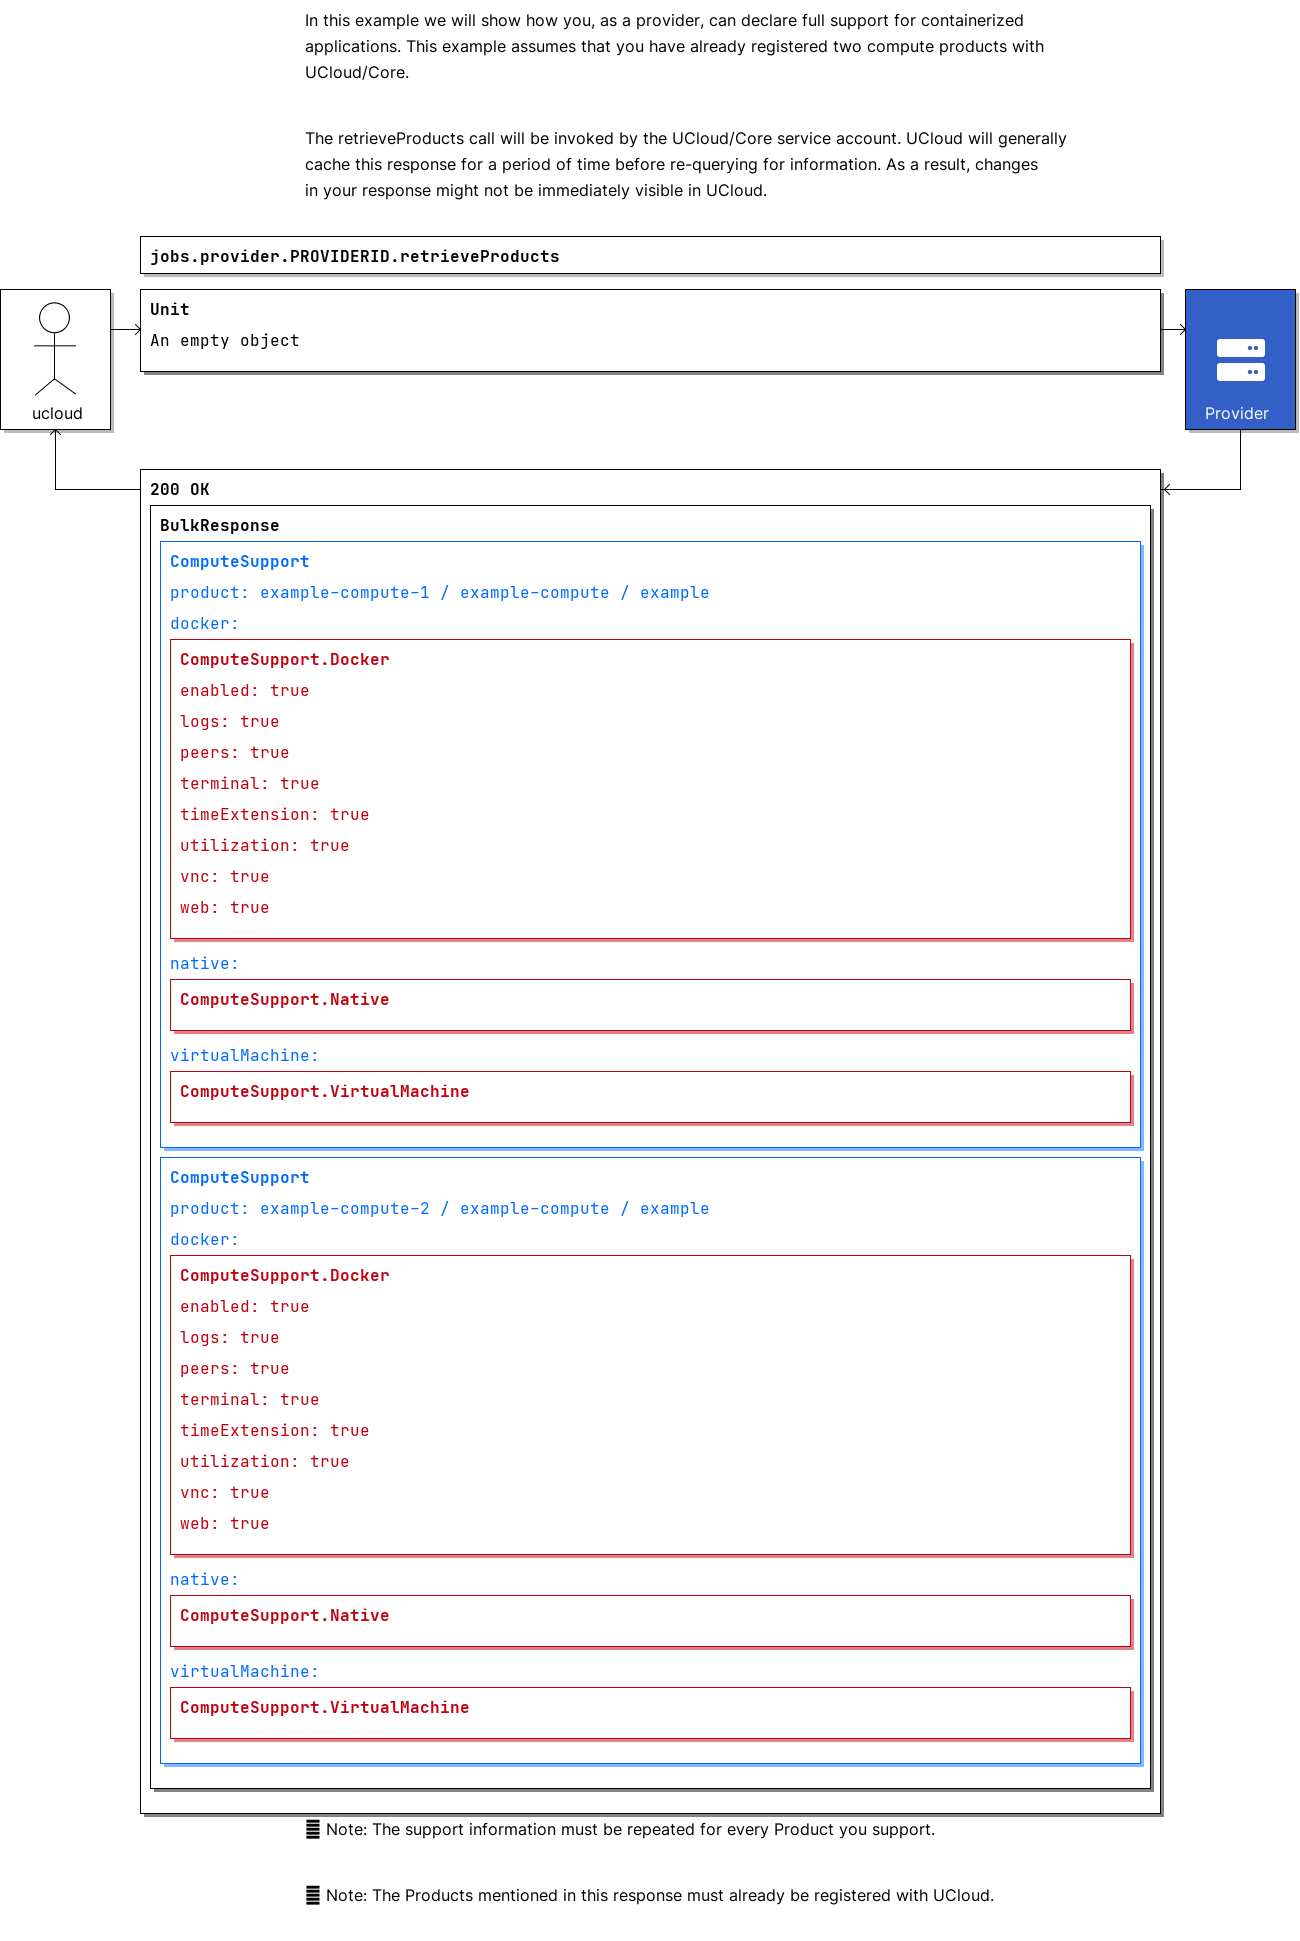 In this example we will show how you, as a provider, can declare full support for containerized
applications. This example assumes that you have already registered two compute products with
UCloud/Core.
The retrieveProducts call will be invoked by the UCloud/Core service account. UCloud will generally
cache this response for a period of time before re-querying for information. As a result, changes
in your response might not be immediately visible in UCloud.
jobs.provider.PROVIDERID.retrieveProducts
Unit
An empty object
ucloud
Provider
200 OK
BulkResponse
ComputeSupport
product: example-compute-1 / example-compute / example
docker:
ComputeSupport.Docker
enabled: true
logs: true
peers: true
terminal: true
timeExtension: true
utilization: true
vnc: true
web: true
native:
ComputeSupport.Native
virtualMachine:
ComputeSupport.VirtualMachine
ComputeSupport
product: example-compute-2 / example-compute / example
docker:
ComputeSupport.Docker
enabled: true
logs: true
peers: true
terminal: true
timeExtension: true
utilization: true
vnc: true
web: true
native:
ComputeSupport.Native
virtualMachine:
ComputeSupport.VirtualMachine
Note: The support information must be repeated for every Product you support.
Note: The Products mentioned in this response must already be registered with UCloud.